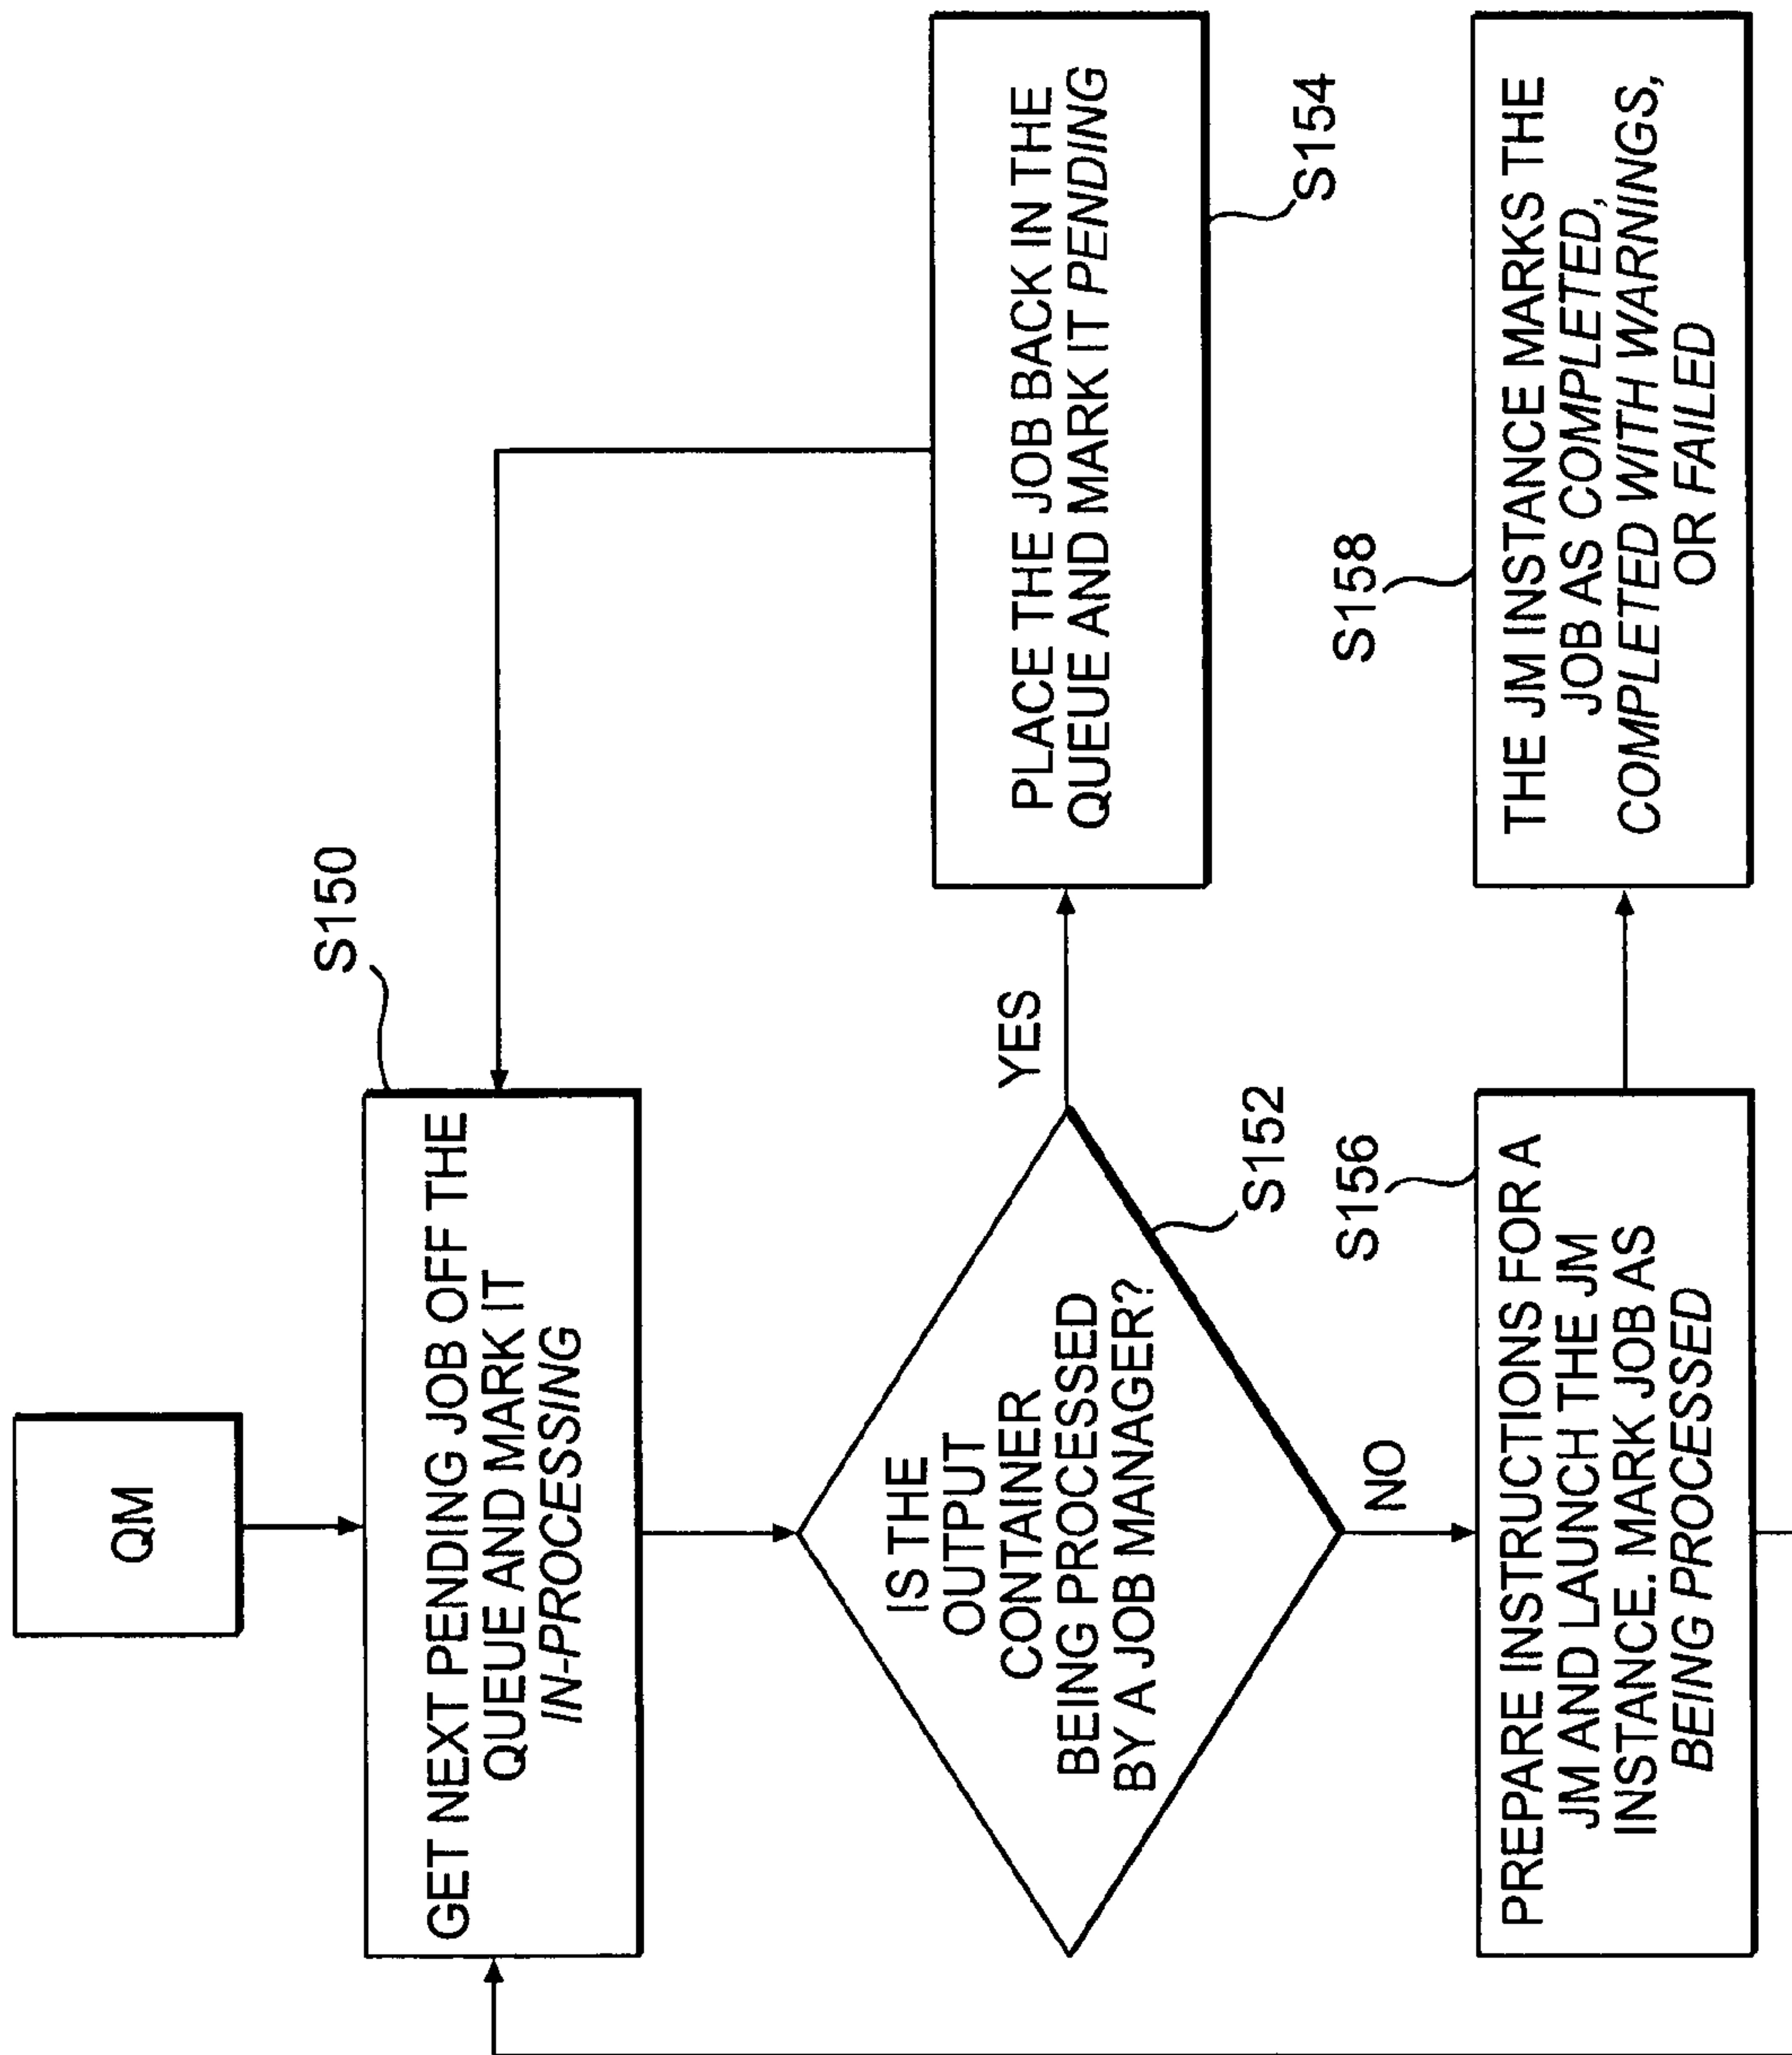 QM
S150
GET NEXT PENDING JOB OFF THE
QUEUE AND MARK IT
IN-PROCESSING
IS THE
OUTPUT
CONTAINER
BEING PROCESSED
BY A JOB MANAGER?
YES
S152
PLACE THE JOB BACK IN THE
QUEUE AND MARK IT PENDING
S154
NO
S156
PREPARE INSTRUCTIONS FOR A
JM AND LAUNCH THE JM
INSTANCE. MARK JOB AS
BEING PROCESSED
S158
THE JM INSTANCE MARKS THE
JOB AS COMPLETED,
COMPLETED WITH WARNINGS,
OR FAILED